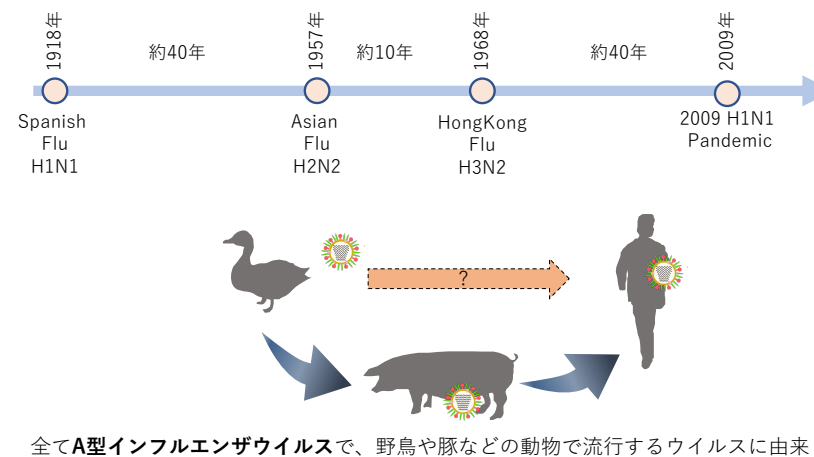 1918年
約40年
1957年
約10年
1968年
約40年
2009年
Spanish
Flu
H1N1
Asian
Flu
H2N2
HongKong
Flu
H3N2
2009 H1N1
Pandemic
?
全てA型インフルエンザウイルスで、野鳥や豚などの動物で流行するウイルスに由来